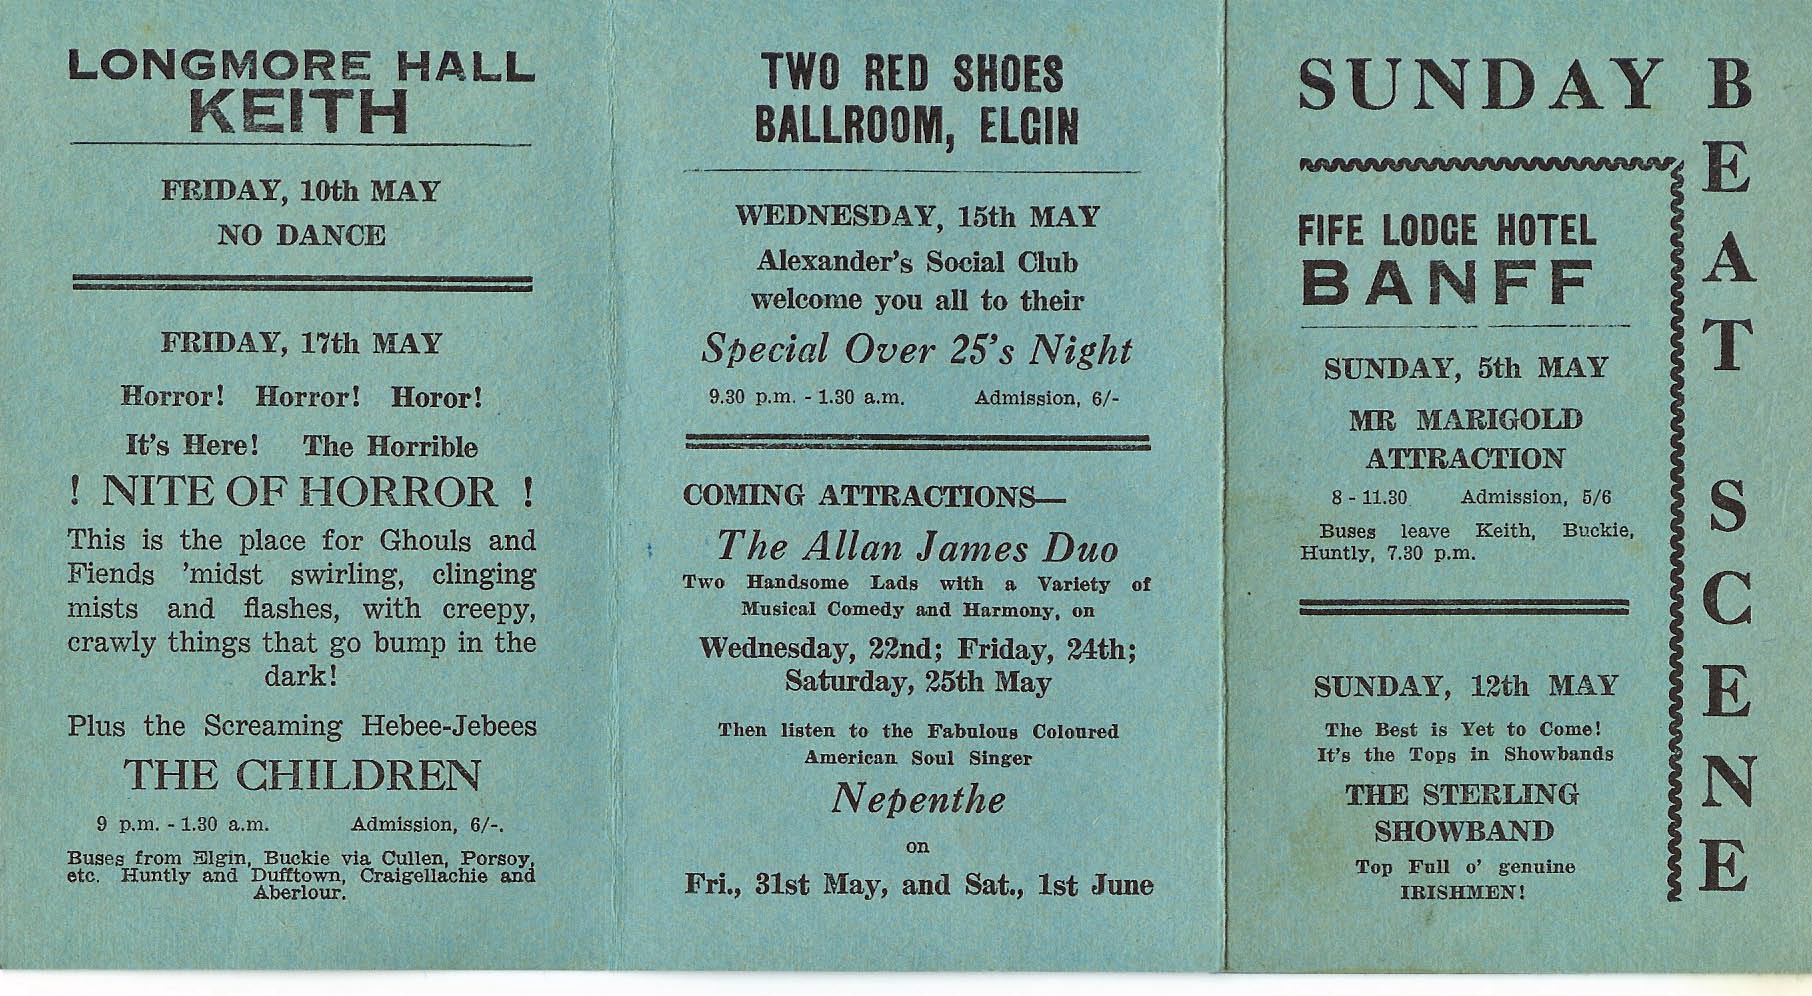 LONGMORE HALL
KEITH
FRIDAY, 10th MAY
NO DANCE
FRIDAY, 17th MAY
Horror! Horror! Horor!
It's Here! The Horrible
! NITE OF HORROR !
This is the place for Ghouls and
Fiends 'midst swirling, clinging
mists and flashes, with creepy,
crawly things that go bump in the
dark!
Plus the Screaming Hebee-Jebees
THE CHILDREN
9 p.m. - 1.30 a.m. Admission, 6/-.
Buses from Elgin, Buckie via Cullen, Porsoy,
etc. Huntly and Dufftown, Craigellachie and
Aberlour.
TWO RED SHOES
BALLROOM, ELGIN
WEDNESDAY, 15th MAY
Alexander's Social Club
welcome you all to their
Special Over 25's Night
9.30 p.m. - 1.30 a.m. Admission, 6/-
COMING ATTRACTIONS—
The Allan James Duo
Two Handsome Lads with a Variety of
Musical Comedy and Harmony, on
Wednesday, 22nd; Friday, 24th;
Saturday, 25th May
Then listen to the Fabulous Coloured
American Soul Singer
Nepenthe
on
Fri., 31st May, and Sat., 1st June
SUNDAY BEAT SCENE
FIFE LODGE HOTEL
BANFF
SUNDAY, 5th MAY
MR MARIGOLD
ATTRACTION
8 - 11.30 Admission, 5/6
Buses leave Keith, Buckie,
Huntly, 7.30 p.m.
SUNDAY, 12th MAY
The Best is Yet to Come!
It's the Tops in Showbands
THE STERLING
SHOWBAND
Top Full o' genuine
IRISHMEN!